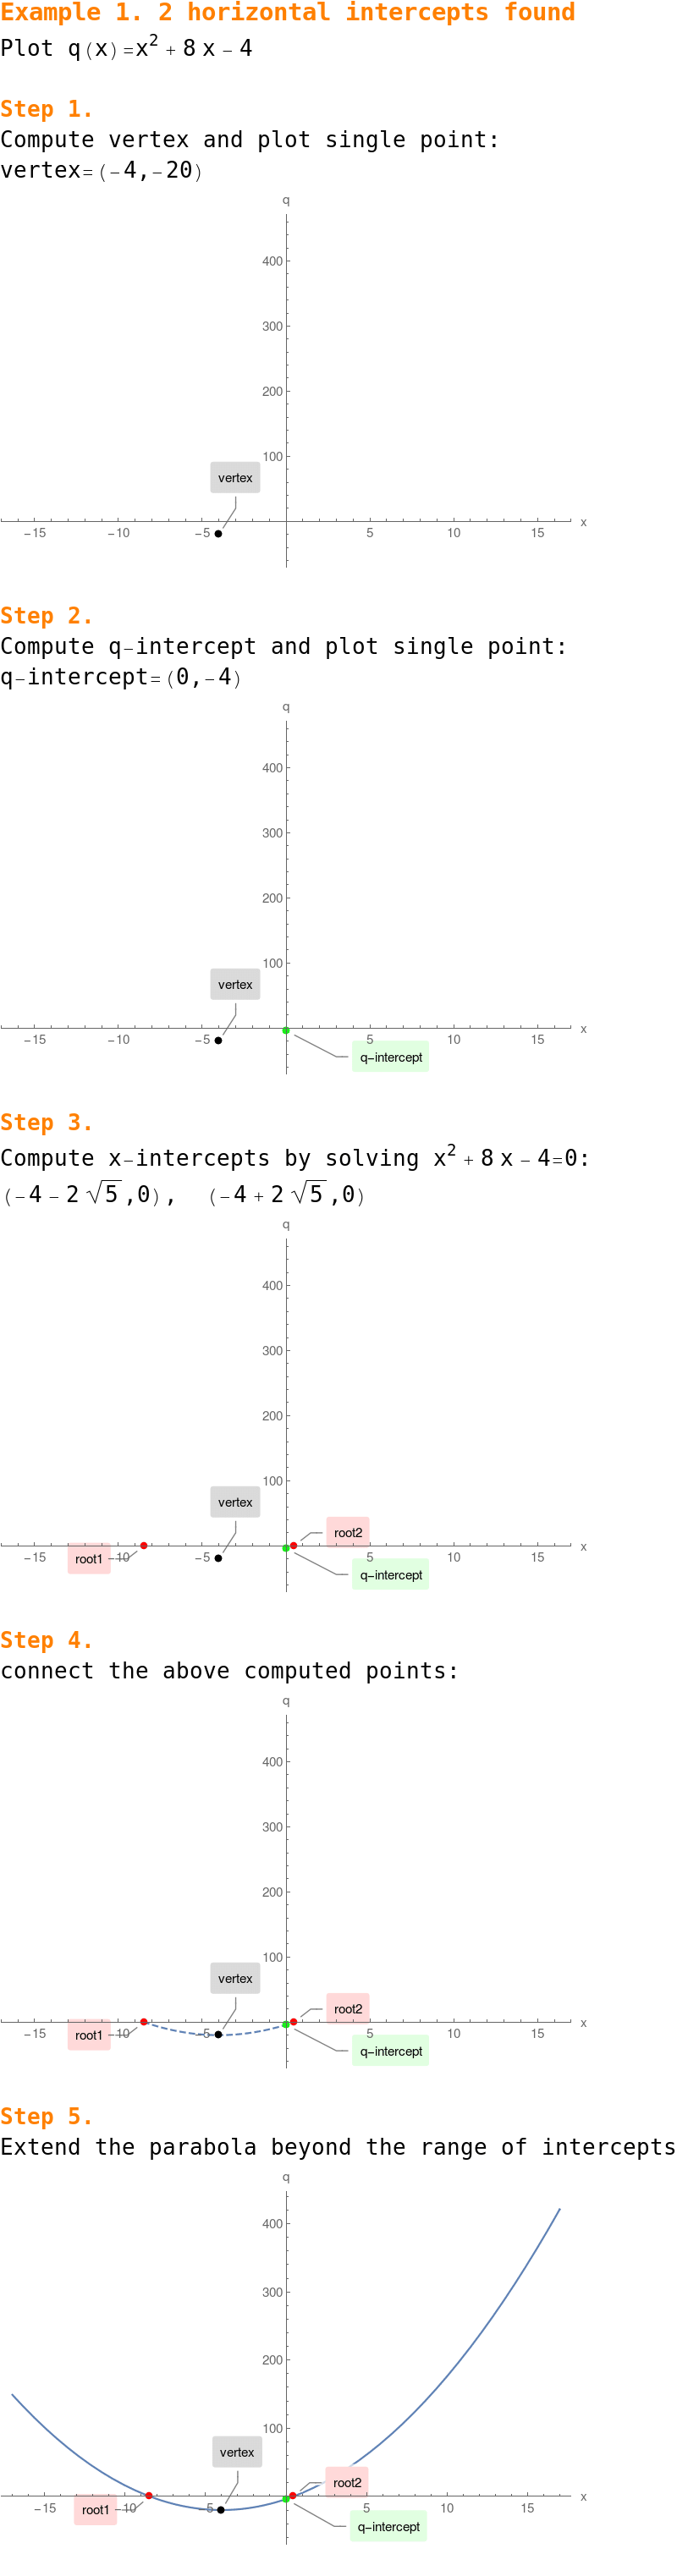 Example 1. 2 horizontal intercepts found
Plot q(x)=x² + 8 x - 4
Step 1.
Compute vertex and plot single point:
vertex=(-4,-20)
q
400
300
200
100
vertex
-15 -10 -5 5 10 15 x
Step 2.
Compute q-intercept and plot single point:
q-intercept=(0,-4)
q
400
300
200
100
vertex
-15 -10 -5 5 10 15 x
q-intercept
Step 3.
Compute x-intercepts by solving x² + 8 x - 4=0:
(-4 - 2 √5,0), (-4 + 2 √5,0)
q
400
300
200
100
vertex
root2
-15 -10 -5 5 10 15 x
root1
q-intercept
Step 4.
connect the above computed points:
q
400
300
200
100
vertex
root2
-15 -10 -5 5 10 15 x
root1
q-intercept
Step 5.
Extend the parabola beyond the range of intercepts
q
400
300
200
100
vertex
root2
-15 -10 -5 5 10 15 x
root1
q-intercept